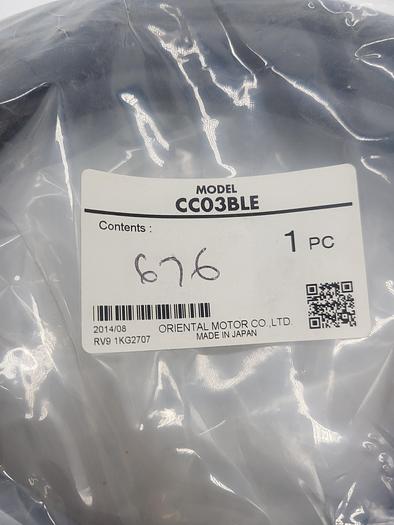 MODEL
CC03BLE
Contents :
1 PC
676
2014/08
ORIENTAL MOTOR CO.,LTD.
RV9 1KG2707
MADE IN JAPAN